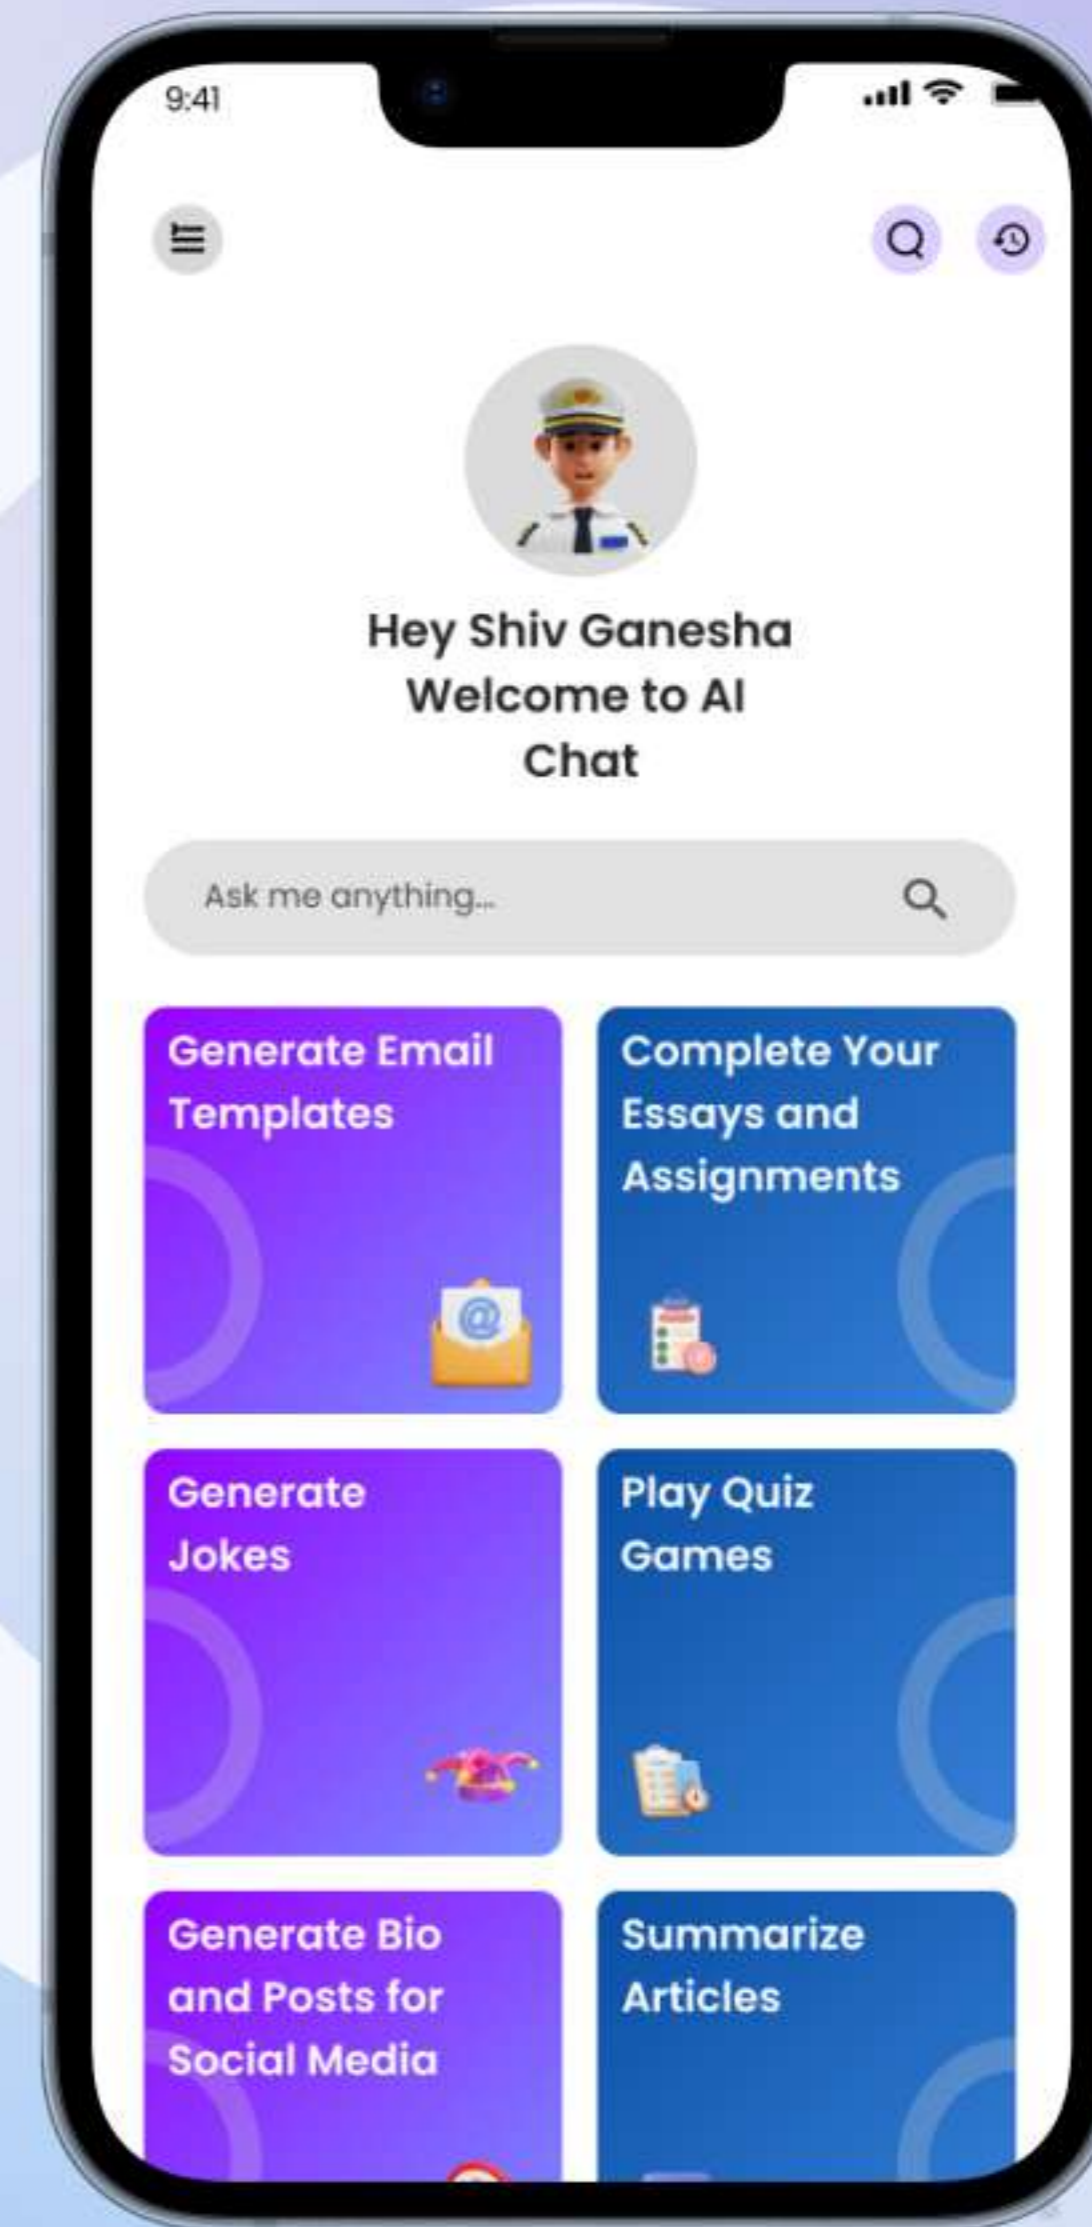 9:41
Hey Shiv Ganesha
Welcome to AI
Chat
Ask me anything...
Generate Email
Templates
@
Complete Your
Essays and
Assignments
Generate
Jokes
Play Quiz
Games
Generate Bio
and Posts for
Social Media
Summarize
Articles